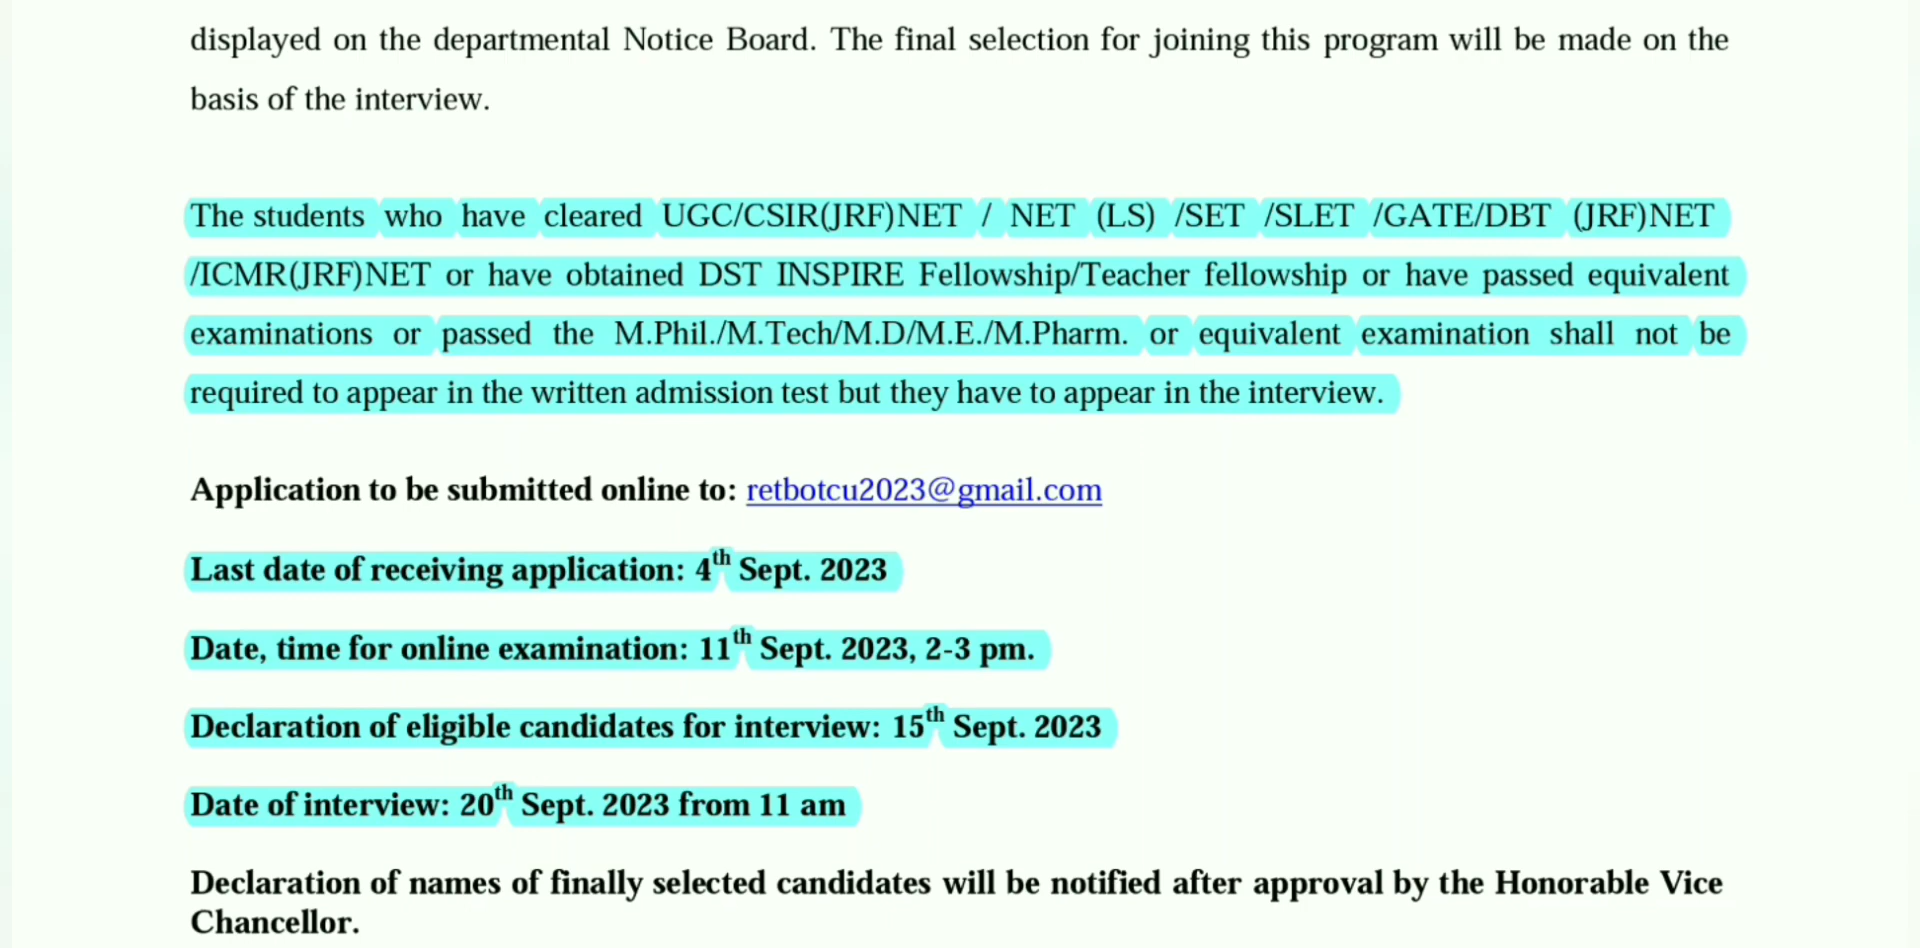 displayed on the departmental Notice Board. The final selection for joining this program will be made on the
basis of the interview.
The students who have cleared UGC/CSIR(JRF)NET / NET (LS) /SET /SLET /GATE/DBT (JRF)NET
/ICMR(JRF)NET or have obtained DST INSPIRE Fellowship/Teacher fellowship or have passed equivalent
examinations or passed the M.Phil./M.Tech/M.D/M.E./M.Pharm. or equivalent examination shall not be
required to appear in the written admission test but they have to appear in the interview.
Application to be submitted online to: retbotcu2023@gmail.com
Last date of receiving application: 4th Sept. 2023
Date, time for online examination: 11th Sept. 2023, 2-3 pm.
Declaration of eligible candidates for interview: 15th Sept. 2023
Date of interview: 20th Sept. 2023 from 11 am
Declaration of names of finally selected candidates will be notified after approval by the Honorable Vice
Chancellor.